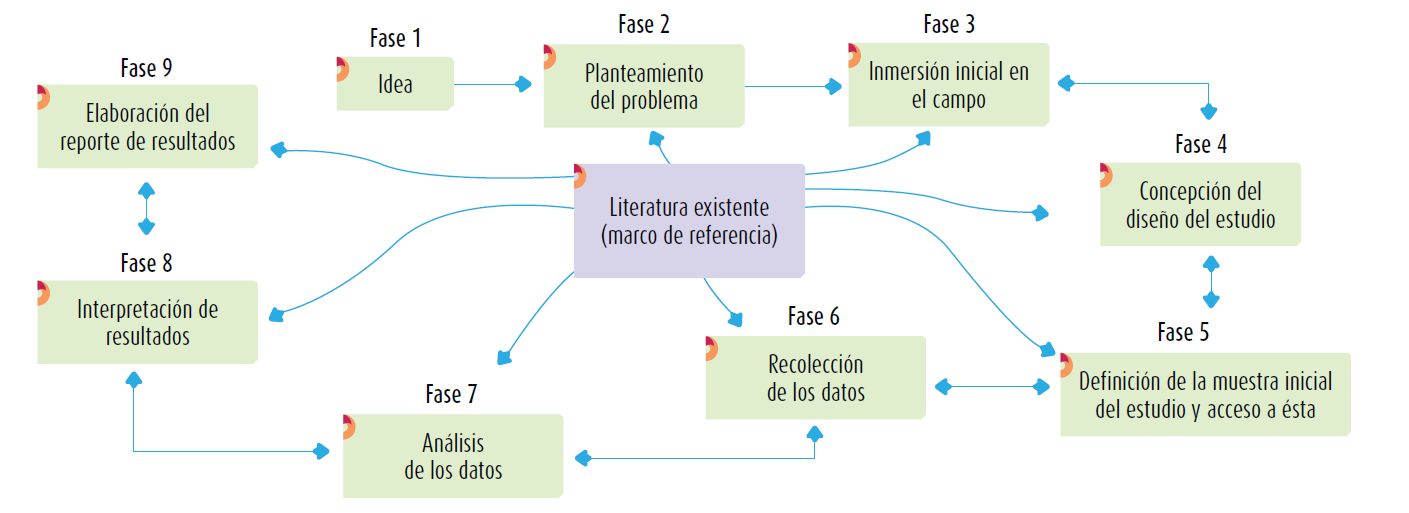 Fase 1
Idea
Fase 2
Planteamiento
del problema
Fase 3
Inmersión inicial en
el campo
Fase 4
Concepción del
diseño del estudio
Fase 5
Definición de la muestra inicial
del estudio y acceso a ésta
Fase 6
Recolección
de los datos
Fase 7
Análisis
de los datos
Fase 8
Interpretación de
resultados
Fase 9
Elaboración del
reporte de resultados
Literatura existente
(marco de referencia)